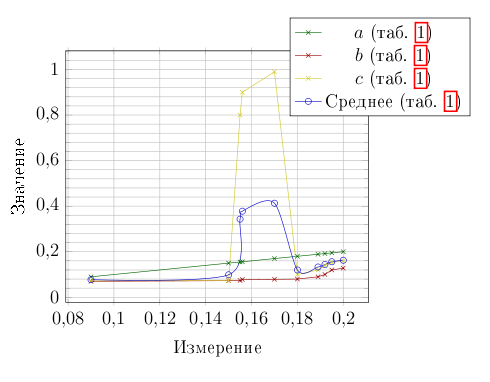 a (таб. 1)
b (таб. 1)
c (таб. 1)
Среднее (таб. 1)
1
0,8
0,6
0,4
0,2
0
Значение
0,08 0,1 0,12 0,14 0,16 0,18 0,2
Измерение